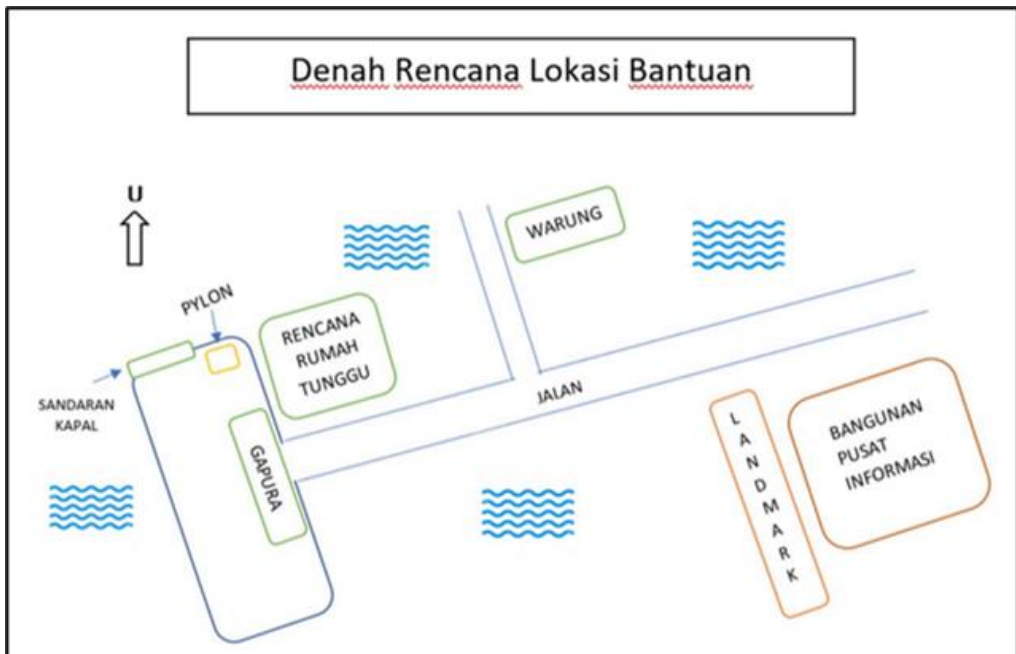 Denah Rencana Lokasi Bantuan
U
WARUNG
PYLON
RENCANA
RUMAH
TUNGGU
SANDARAN
KAPAL
JALAN
GAPURA
LANDMARK
BANGUNAN
PUSAT
INFORMASI